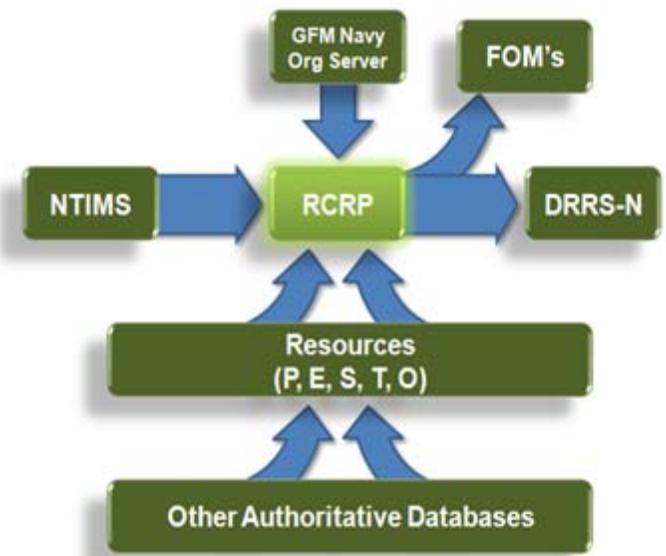 GFM Navy
Org Server
FOM's
NTIMS
RCRP
DRRS-N
Resources
(P, E, S, T, O)
Other Authoritative Databases